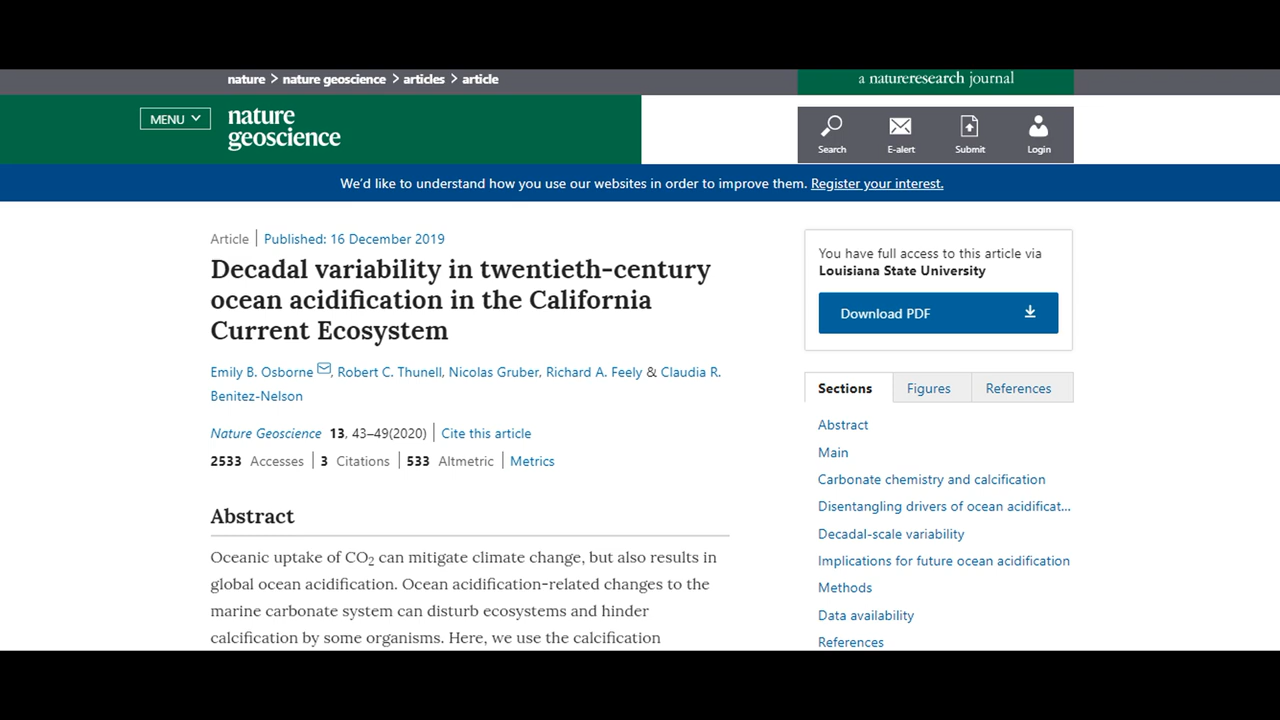 nature > nature geoscience > articles > article
a natureresearch journal
MENU
nature
geoscience
Search
E-alert
Submit
Login
We’d like to understand how you use our websites in order to improve them. Register your interest.
Article | Published: 16 December 2019
Decadal variability in twentieth-century
ocean acidification in the California
Current Ecosystem
Emily B. Osborne, Robert C. Thunell, Nicolas Gruber, Richard A. Feely & Claudia R.
Benitez-Nelson
Nature Geoscience 13, 43–49(2020) | Cite this article
2533 Accesses | 3 Citations | 533 Altmetric | Metrics
Abstract
Oceanic uptake of CO2 can mitigate climate change, but also results in
global ocean acidification. Ocean acidification-related changes to the
marine carbonate system can disturb ecosystems and hinder
calcification by some organisms. Here, we use the calcification
You have full access to this article via
Louisiana State University
Download PDF
Sections
Figures
References
Abstract
Main
Carbonate chemistry and calcification
Disentangling drivers of ocean acidificat...
Decadal-scale variability
Implications for future ocean acidification
Methods
Data availability
References